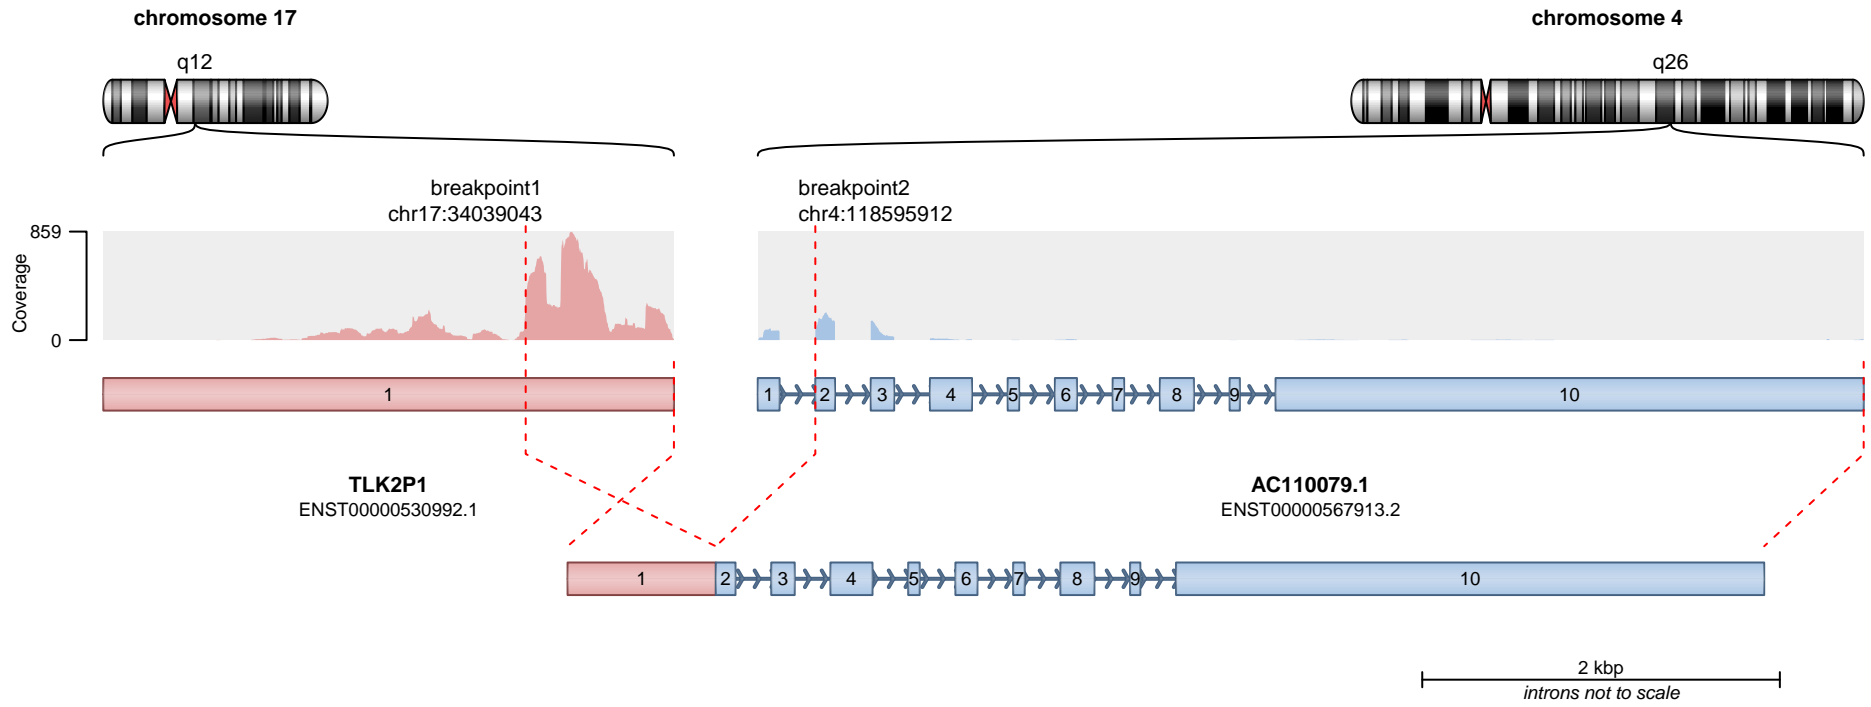 chromosome 17
chromosome 4
q12
q26
breakpoint1
chr17:34039043
breakpoint2
chr4:118595912
859
0
Coverage
1
1 2 3 4 5 6 7 8 9 10
TLK2P1
ENST00000530992.1
AC110079.1
ENST00000567913.2
1 2 3 4 5 6 7 8 9 10
2 kbp
introns not to scale